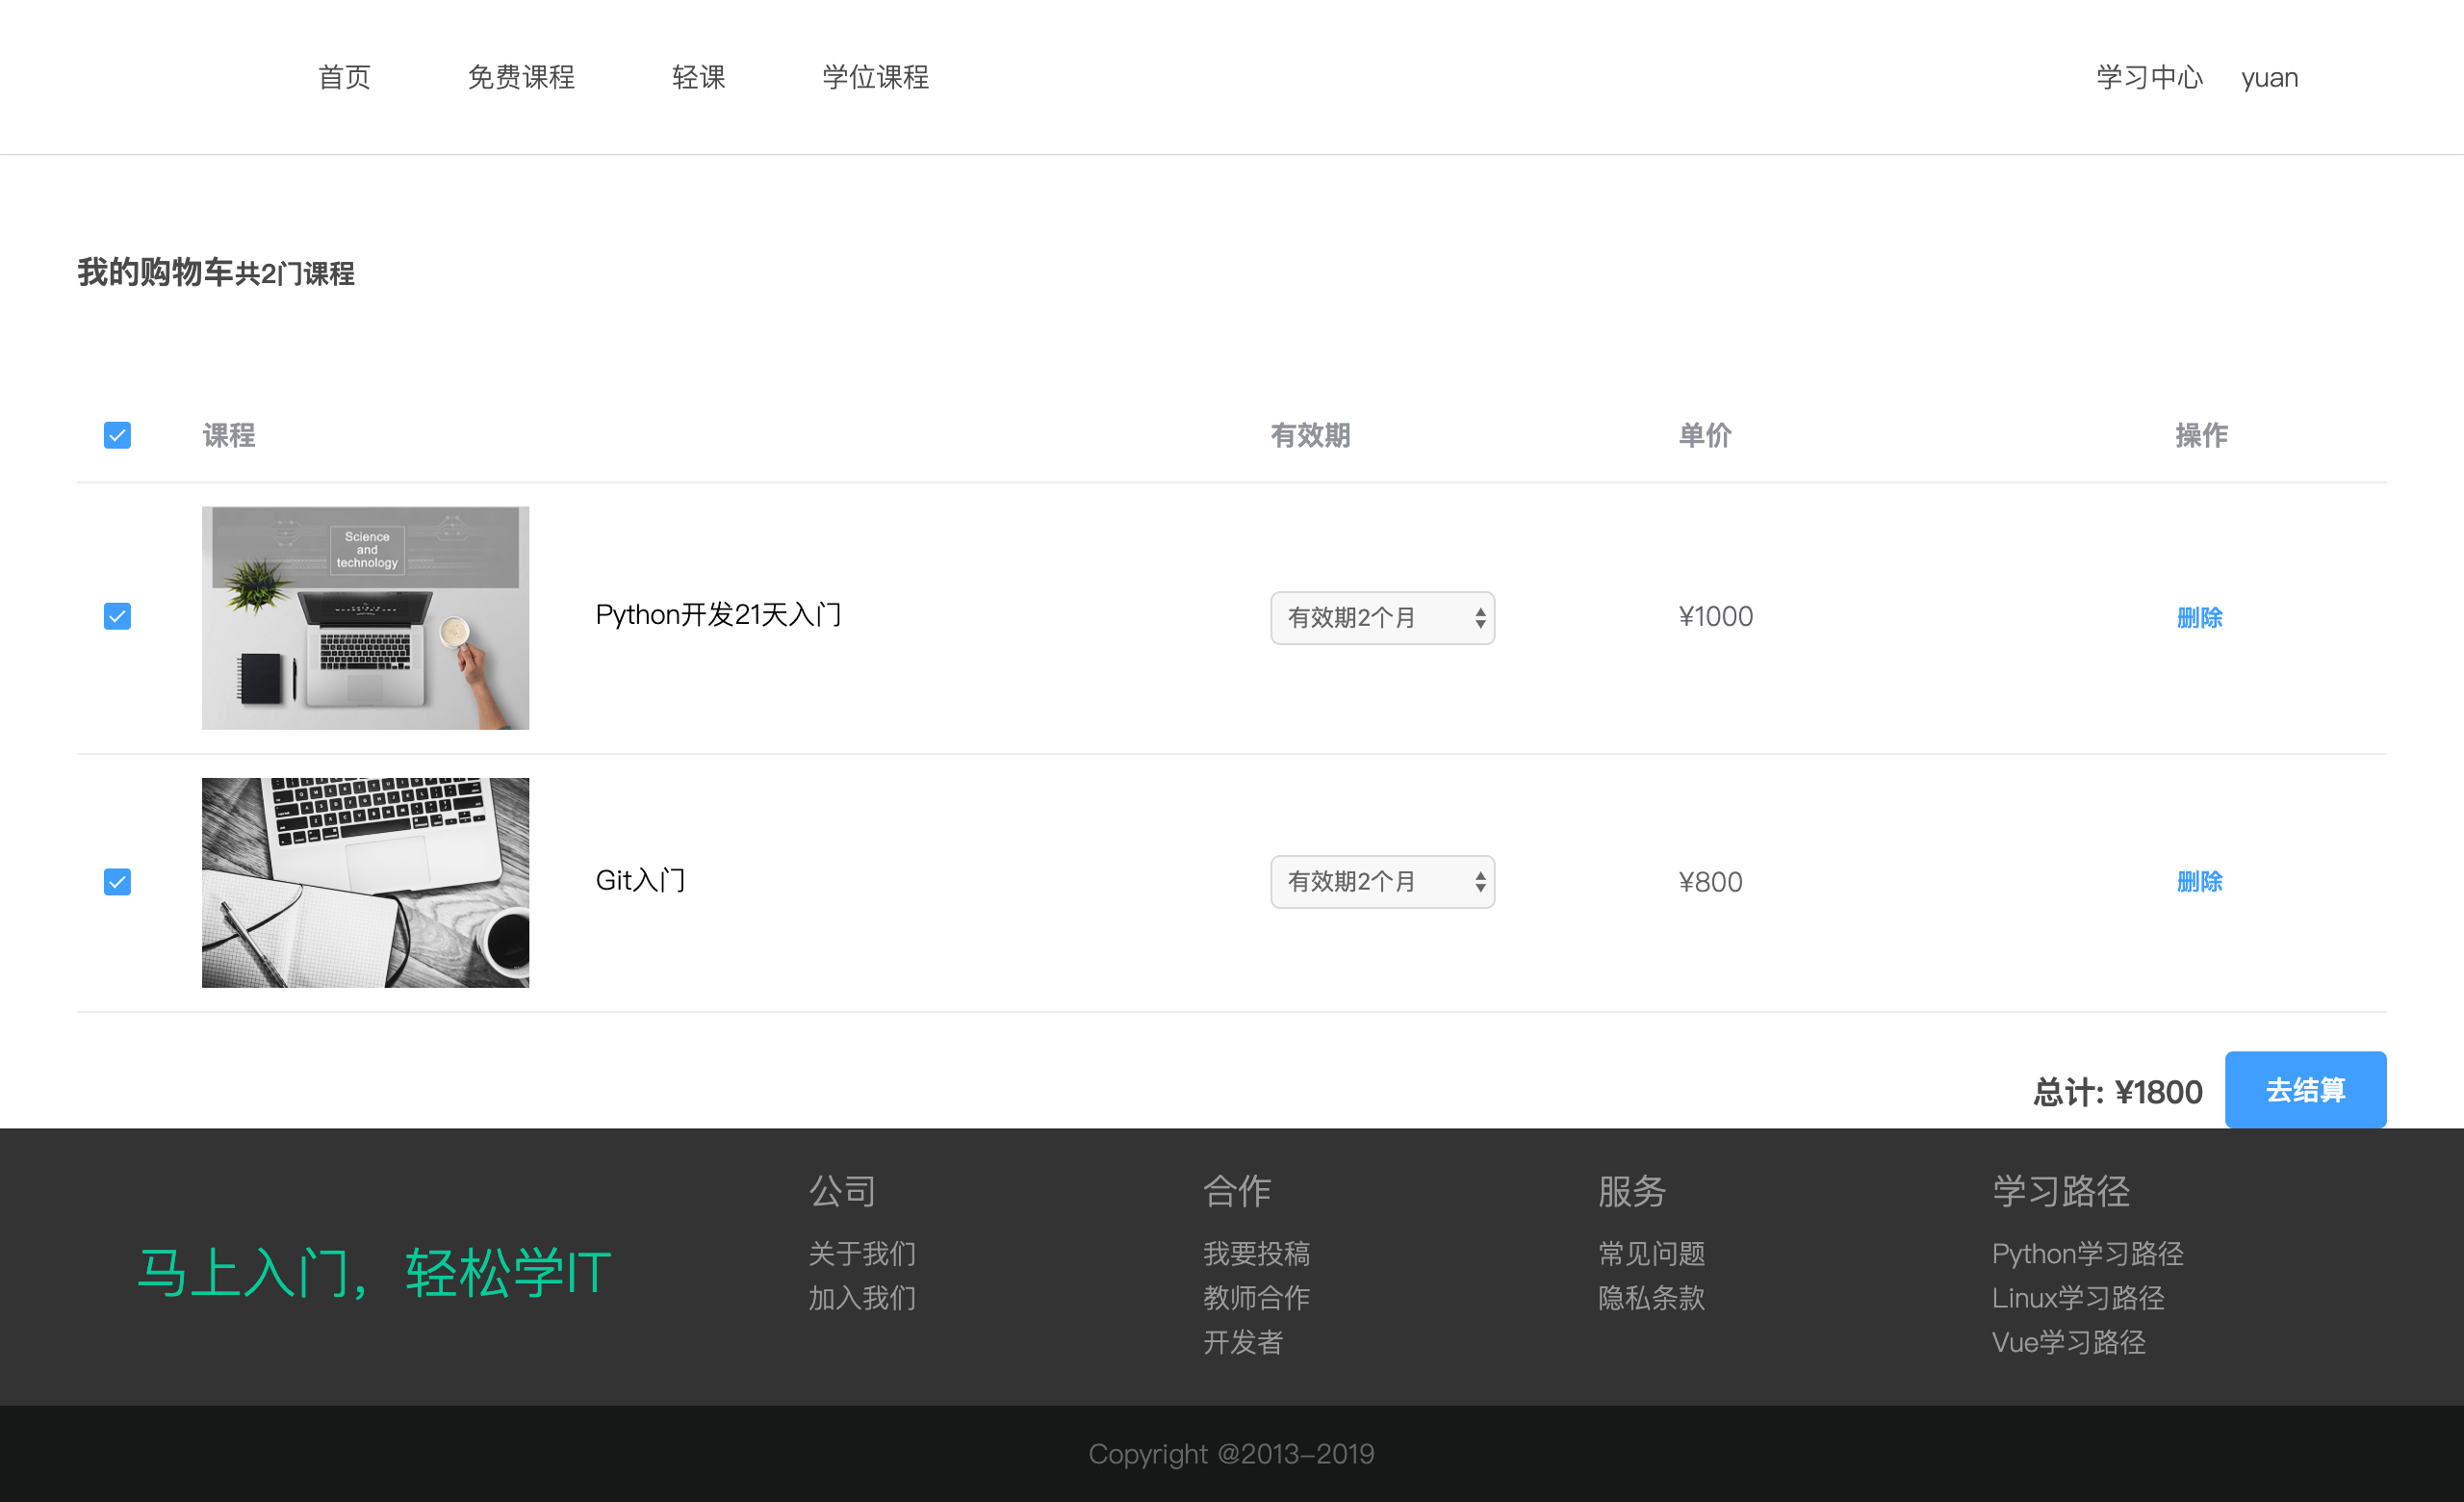 首页 免费课程 轻课 学位课程 学习中心 yuan
我的购物车共2门课程
课程 有效期 单价 操作
Science
and
technology
Python开发21天入门 有效期2个月 ¥1000 删除
Git入门 有效期2个月 ¥800 删除
总计: ¥1800 去结算
马上入门，轻松学IT
公司
关于我们
加入我们
合作
我要投稿
教师合作
开发者
服务
常见问题
隐私条款
学习路径
Python学习路径
Linux学习路径
Vue学习路径
Copyright @2013–2019